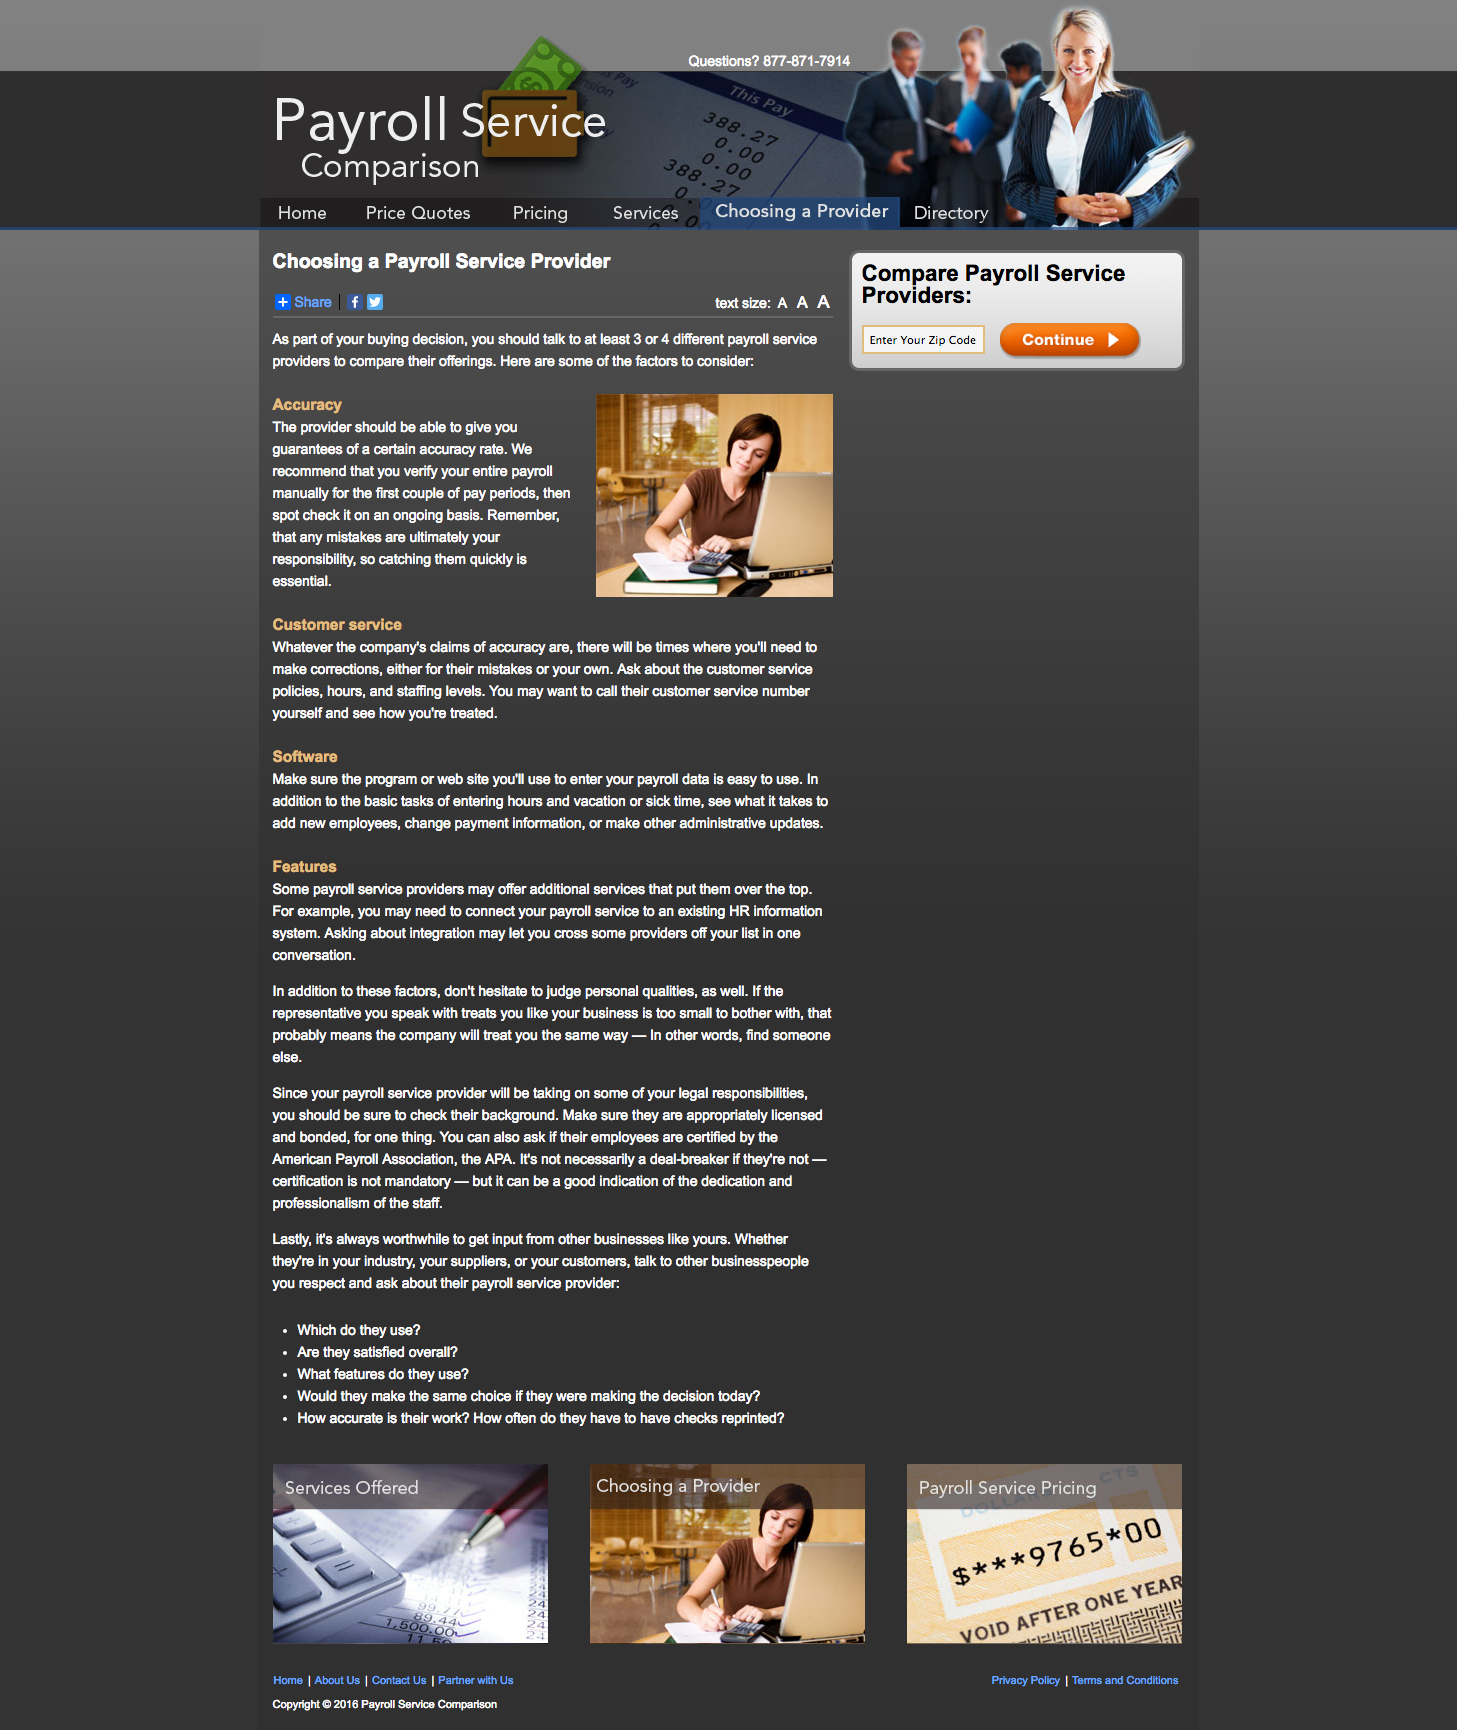 Questions? 877-871-7914
Payroll Service
Comparison
This Pay
388.27
0.00
0.00
388.27
Home Price Quotes Pricing Services Choosing a Provider Directory
Choosing a Payroll Service Provider
Share
text size: A A A
As part of your buying decision, you should talk to at least 3 or 4 different payroll service
providers to compare their offerings. Here are some of the factors to consider:
Accuracy
The provider should be able to give you
guarantees of a certain accuracy rate. We
recommend that you verify your entire payroll
manually for the first couple of pay periods, then
spot check it on an ongoing basis. Remember,
that any mistakes are ultimately your
responsibility, so catching them quickly is
essential.
Customer service
Whatever the company's claims of accuracy are, there will be times where you'll need to
make corrections, either for their mistakes or your own. Ask about the customer service
policies, hours, and staffing levels. You may want to call their customer service number
yourself and see how you're treated.
Software
Make sure the program or web site you'll use to enter your payroll data is easy to use. In
addition to the basic tasks of entering hours and vacation or sick time, see what it takes to
add new employees, change payment information, or make other administrative updates.
Features
Some payroll service providers may offer additional services that put them over the top.
For example, you may need to connect your payroll service to an existing HR information
system. Asking about integration may let you cross some providers off your list in one
conversation.
In addition to these factors, don't hesitate to judge personal qualities, as well. If the
representative you speak with treats you like your business is too small to bother with, that
probably means the company will treat you the same way — In other words, find someone
else.
Since your payroll service provider will be taking on some of your legal responsibilities,
you should be sure to check their background. Make sure they are appropriately licensed
and bonded, for one thing. You can also ask if their employees are certified by the
American Payroll Association, the APA. It's not necessarily a deal-breaker if they're not —
certification is not mandatory — but it can be a good indication of the dedication and
professionalism of the staff.
Lastly, it's always worthwhile to get input from other businesses like yours. Whether
they're in your industry, your suppliers, or your customers, talk to other businesspeople
you respect and ask about their payroll service provider:
• Which do they use?
• Are they satisfied overall?
• What features do they use?
• Would they make the same choice if they were making the decision today?
• How accurate is their work? How often do they have to have checks reprinted?
Compare Payroll Service
Providers:
Enter Your Zip Code Continue
Services Offered
99.77
89.44
1,500.00
Choosing a Provider
Payroll Service Pricing
CTS
$***9765*00
VOID AFTER ONE YEAR
Home | About Us | Contact Us | Partner with Us
Privacy Policy | Terms and Conditions
Copyright © 2016 Payroll Service Comparison